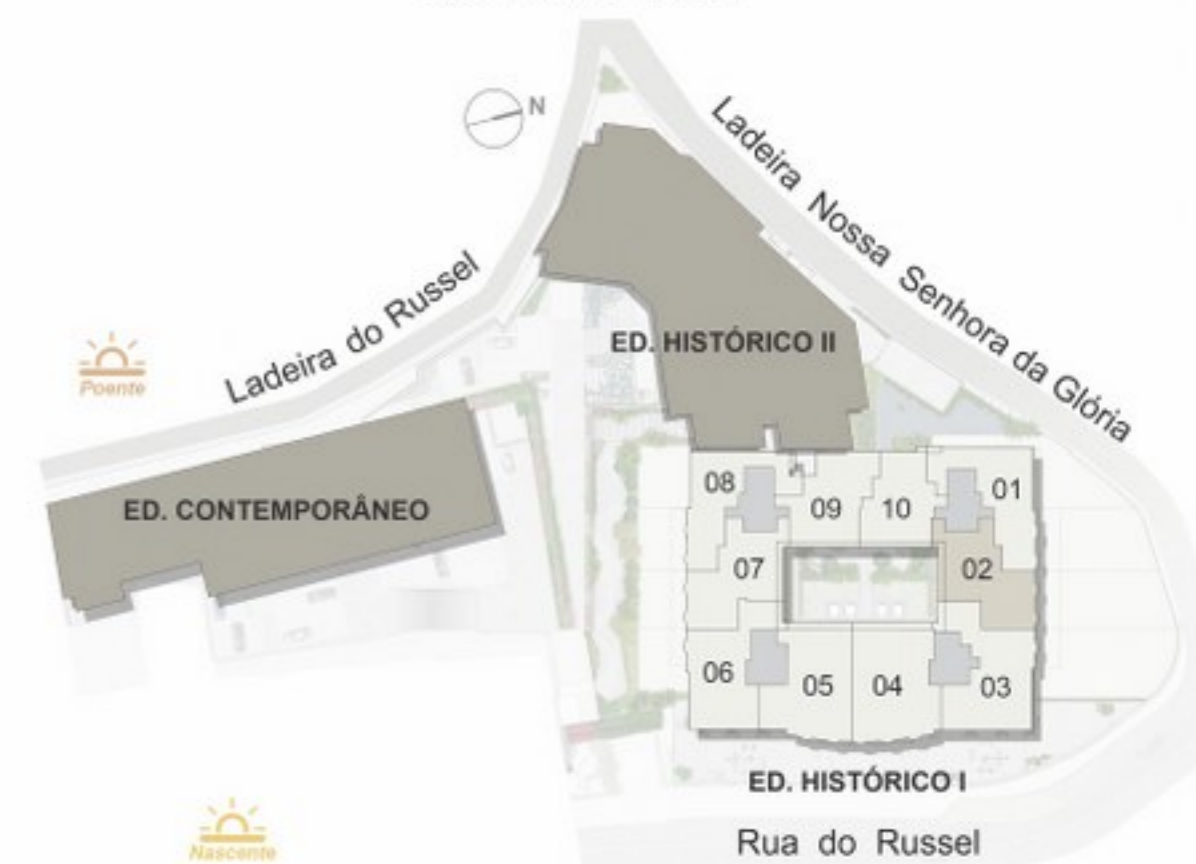 N
Ladeira Nossa Senhora da Glória
Ladeira do Russel
Poente
ED. HISTÓRICO II
ED. CONTEMPORÂNEO
08
09
10
01
07
02
06
05
04
03
ED. HISTÓRICO I
Nascente
Rua do Russel